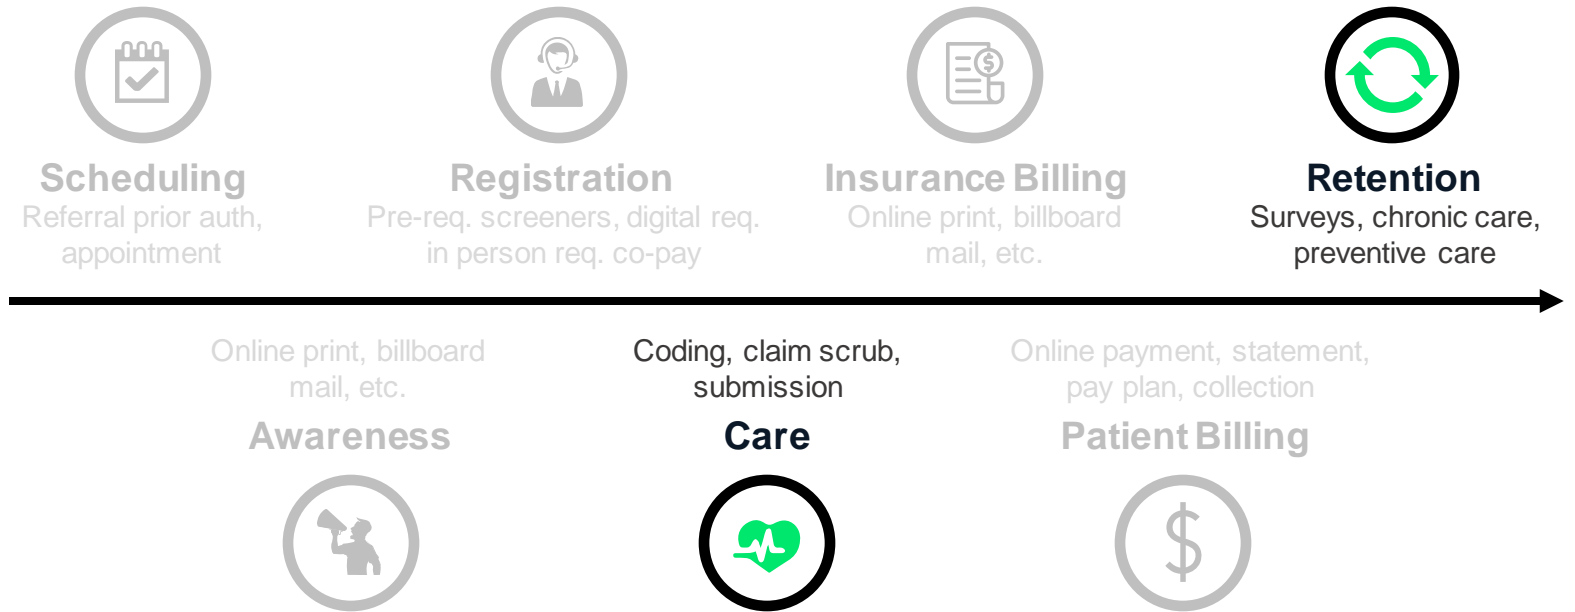 Scheduling
Referral prior auth,
appointment
Registration
Pre-req. screeners, digital req.
in person req. co-pay
Insurance Billing
Online print, billboard
mail, etc.
Retention
Surveys, chronic care,
preventive care
Online print, billboard
mail, etc.
Awareness
Coding, claim scrub,
submission
Care
Online payment, statement,
pay plan, collection
Patient Billing